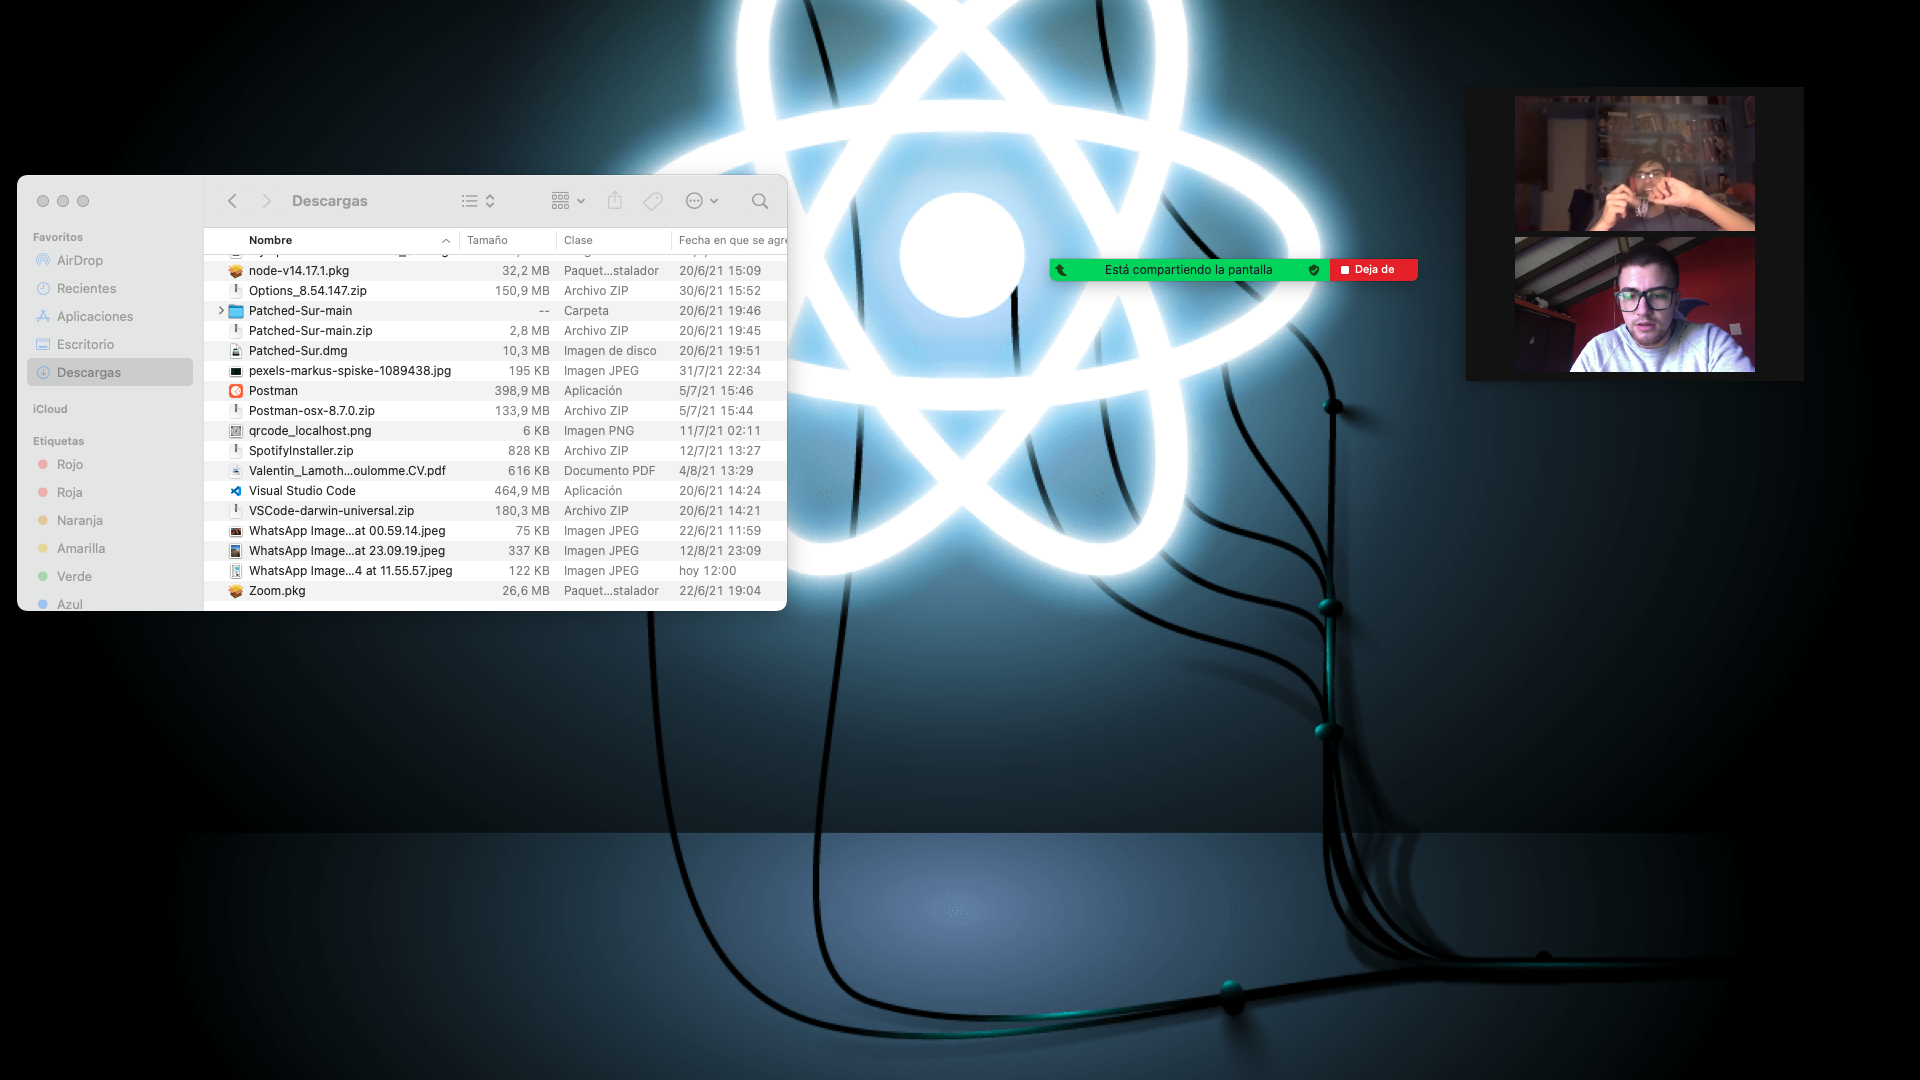 Descargas
Favoritos
AirDrop
Recientes
Aplicaciones
Escritorio
Descargas
iCloud
Etiquetas
Rojo
Roja
Naranja
Amarilla
Verde
Azul
Nombre Tamaño Clase Fecha en que se agre
node-v14.17.1.pkg 32,2 MB Paquet...stalador 20/6/21 15:09
Options_8.54.147.zip 150,9 MB Archivo ZIP 30/6/21 15:52
Patched-Sur-main -- Carpeta 20/6/21 19:46
Patched-Sur-main.zip 2,8 MB Archivo ZIP 20/6/21 19:45
Patched-Sur.dmg 10,3 MB Imagen de disco 20/6/21 19:51
pexels-markus-spiske-1089438.jpg 195 KB Imagen JPEG 31/7/21 22:34
Postman 398,9 MB Aplicación 5/7/21 15:46
Postman-osx-8.7.0.zip 133,9 MB Archivo ZIP 5/7/21 15:44
qrcode_localhost.png 6 KB Imagen PNG 11/7/21 02:11
SpotifyInstaller.zip 828 KB Archivo ZIP 12/7/21 13:27
Valentin_Lamoth...oulomme.CV.pdf 616 KB Documento PDF 4/8/21 13:29
Visual Studio Code 464,9 MB Aplicación 20/6/21 14:24
VSCode-darwin-universal.zip 180,3 MB Archivo ZIP 20/6/21 14:21
WhatsApp Image...at 00.59.14.jpeg 75 KB Imagen JPEG 22/6/21 11:59
WhatsApp Image...at 23.09.19.jpeg 337 KB Imagen JPEG 12/8/21 23:09
WhatsApp Image...4 at 11.55.57.jpeg 122 KB Imagen JPEG hoy 12:00
Zoom.pkg 26,6 MB Paquet...stalador 22/6/21 19:04
Está compartiendo la pantalla Deja de